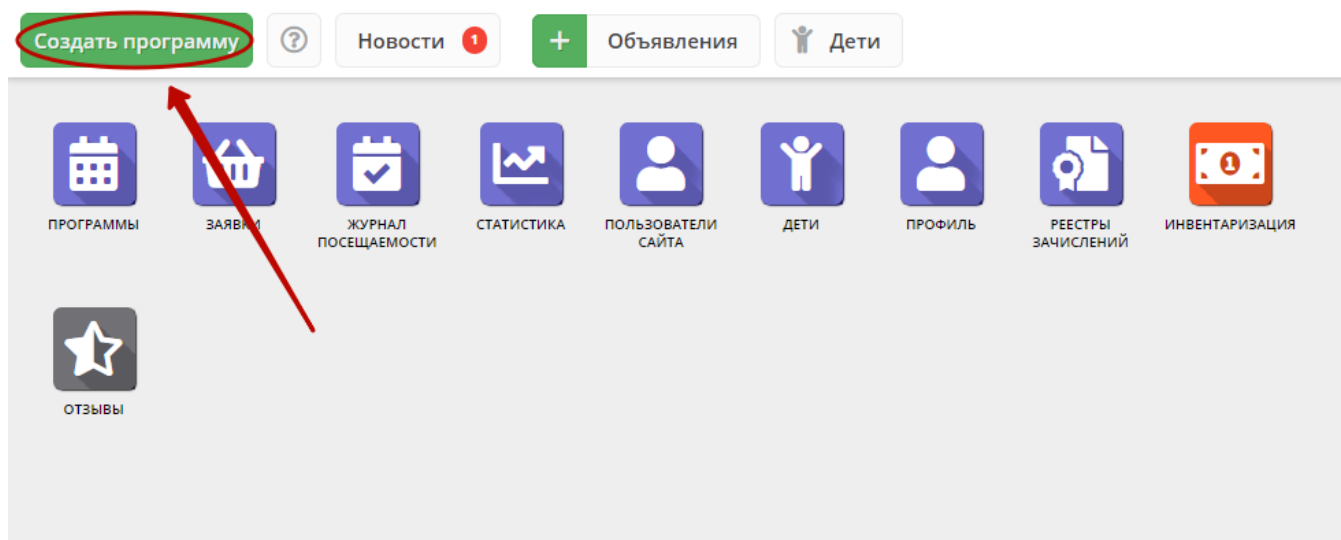 Создать программу
?
Новости 1
+ Объявления
Дети
ПРОГРАММЫ
ЗАЯВКИ
ЖУРНАЛ
ПОСЕЩАЕМОСТИ
СТАТИСТИКА
ПОЛЬЗОВАТЕЛИ
САЙТА
ДЕТИ
ПРОФИЛЬ
РЕЕСТРЫ
ЗАЧИСЛЕНИЙ
1
ИНВЕНТАРИЗАЦИЯ
ОТЗЫВЫ